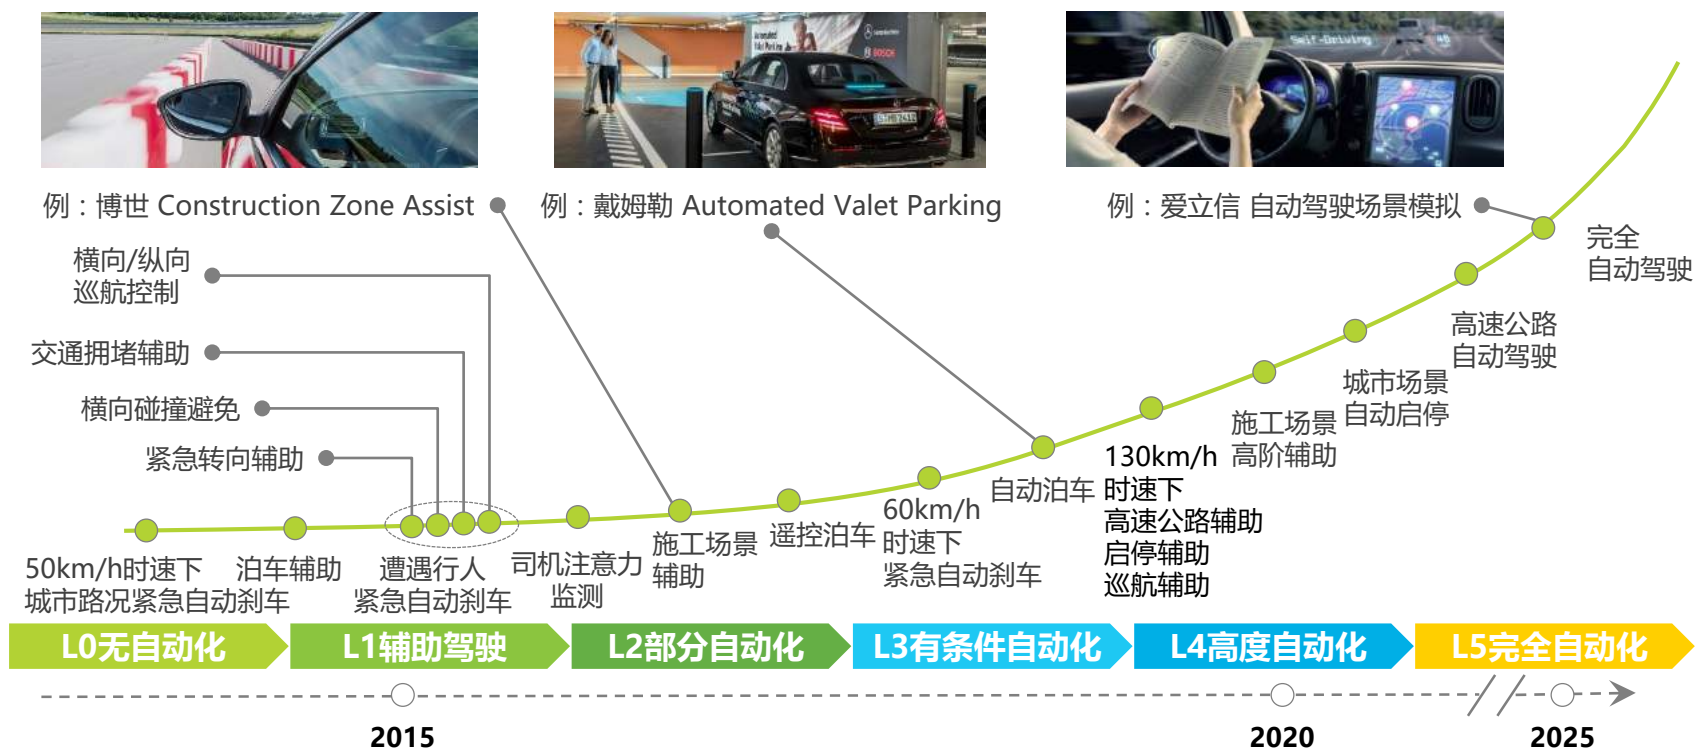 Automated
Valet Parking
BOSCH
Self-Driving
例：博世 Construction Zone Assist
例：戴姆勒 Automated Valet Parking
例：爱立信 自动驾驶场景模拟
横向/纵向
巡航控制
交通拥堵辅助
横向碰撞避免
紧急转向辅助
完全
自动驾驶
高速公路
自动驾驶
城市场景
自动启停
施工场景
高阶辅助
130km/h
时速下
高速公路辅助
启停辅助
巡航辅助
自动泊车
60km/h
时速下
紧急自动刹车
遥控泊车
施工场景
辅助
司机注意力
监测
遭遇行人
紧急自动刹车
泊车辅助
50km/h时速下
城市路况紧急自动刹车
L0无自动化
L1辅助驾驶
L2部分自动化
L3有条件自动化
L4高度自动化
L5完全自动化
2015
2020
2025